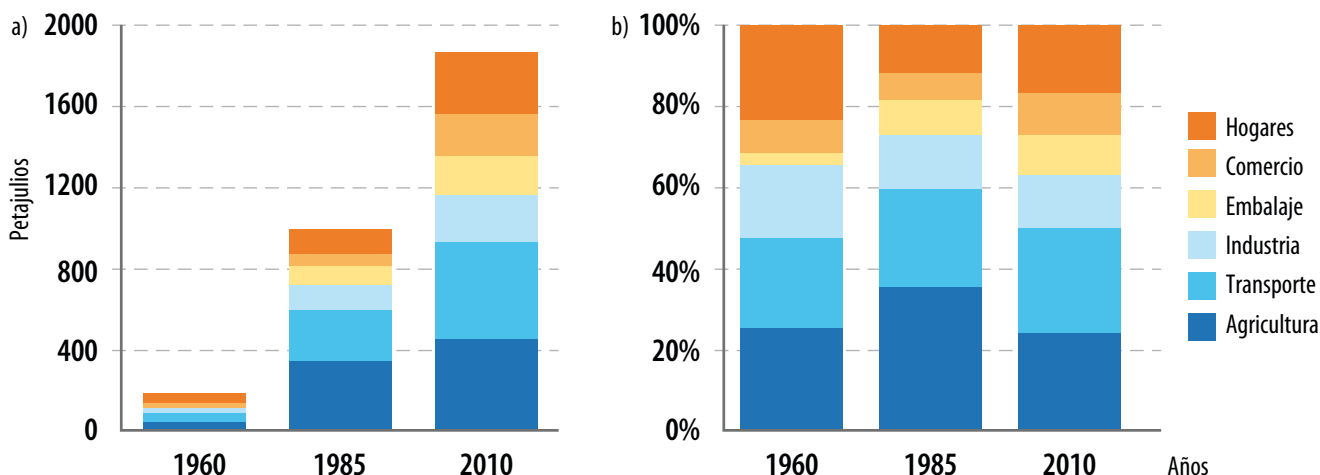 a)
2000
1600
1200
800
400
0
Petajulios
1960 1985 2010
b)
100%
80%
60%
40%
20%
0%
1960 1985 2010 Años
Hogares
Comercio
Embalaje
Industria
Transporte
Agricultura